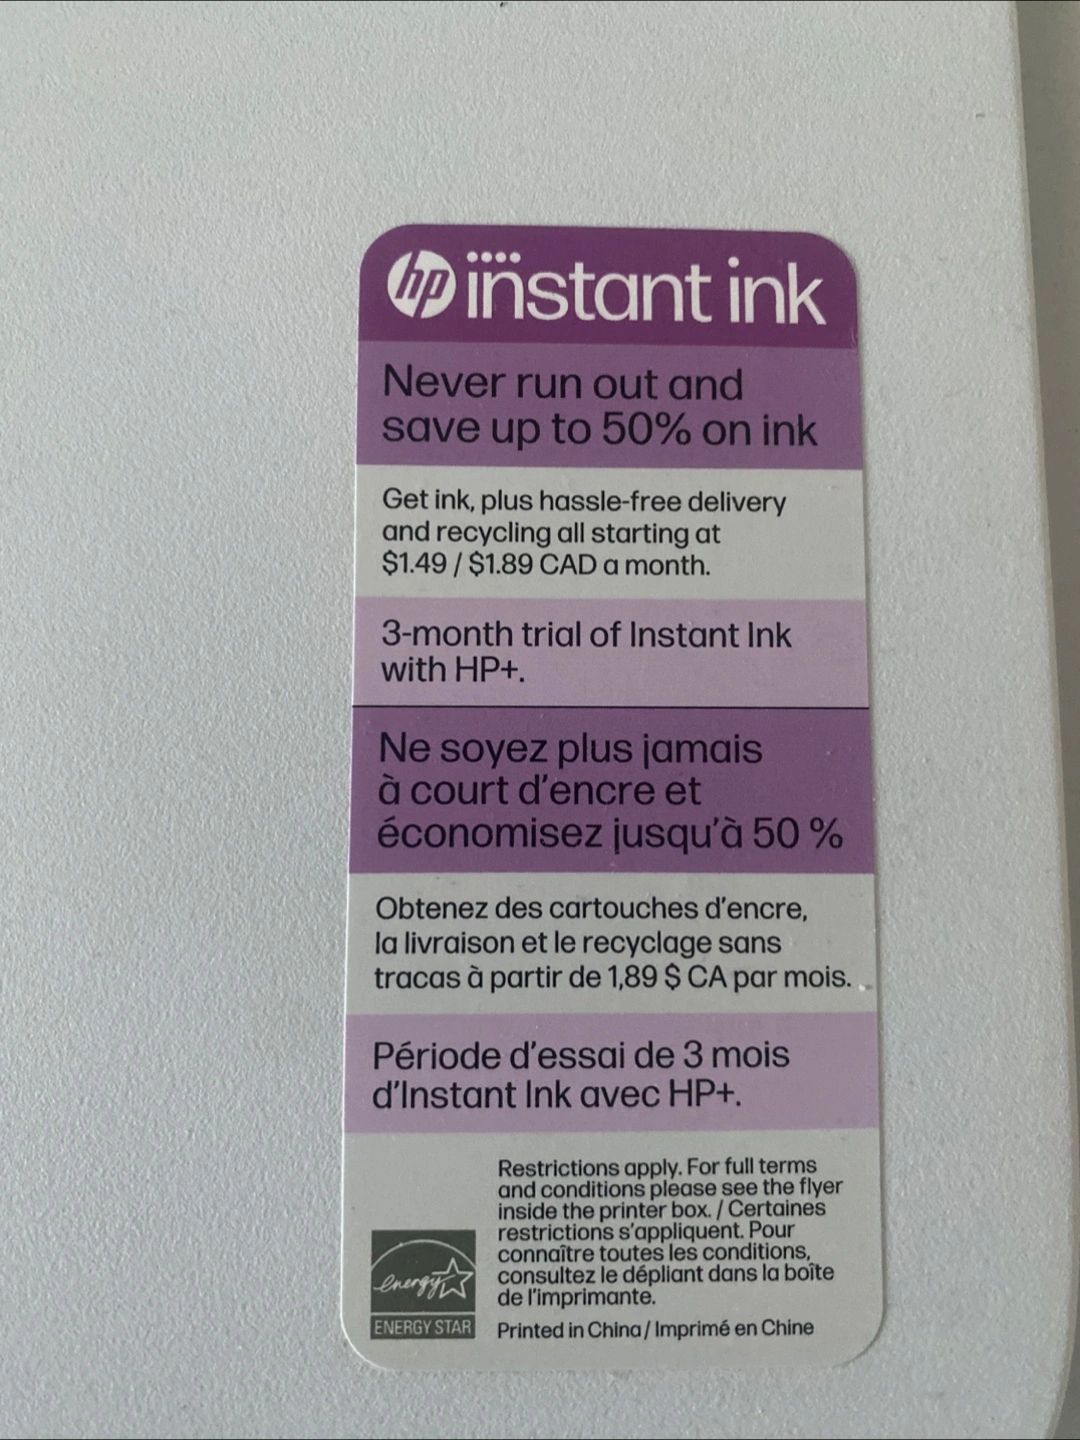 hp instant ink
Never run out and
save up to 50% on ink
Get ink, plus hassle-free delivery
and recycling all starting at
$1.49 / $1.89 CAD a month.
3-month trial of Instant Ink
with HP+.
Ne soyez plus jamais
à court d'encre et
économisez jusqu'à 50 %
Obtenez des cartouches d'encre,
la livraison et le recyclage sans
tracas à partir de 1,89 $ CA par mois.
Période d'essai de 3 mois
d'Instant Ink avec HP+.
Restrictions apply. For full terms
and conditions please see the flyer
inside the printer box. / Certaines
restrictions s'appliquent. Pour
connaître toutes les conditions,
consultez le dépliant dans la boîte
de l'imprimante.
energy
ENERGY STAR
Printed in China / Imprimé en Chine